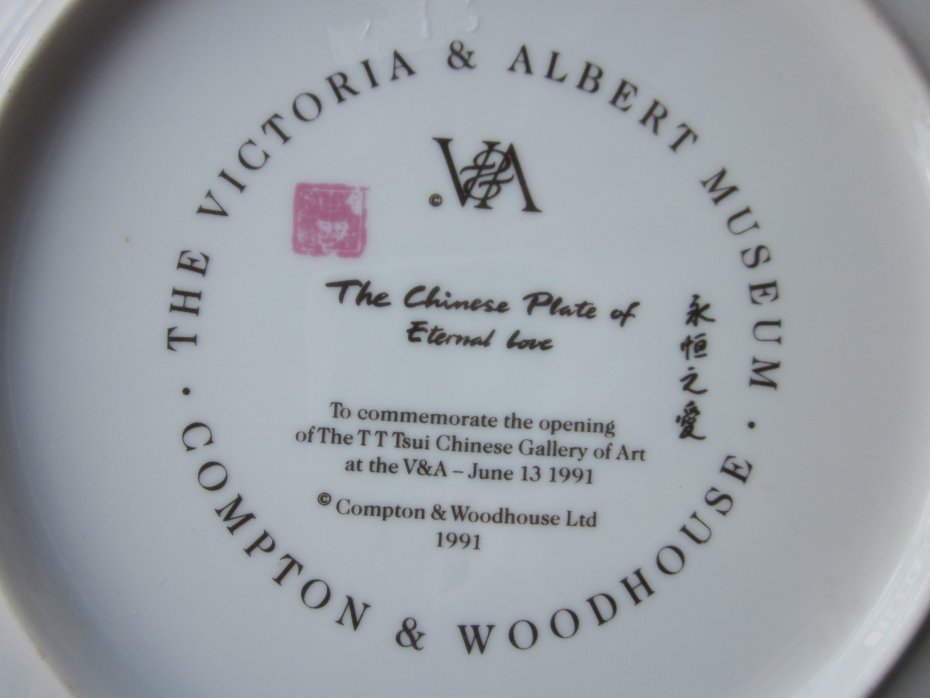 THE VICTORIA & ALBERT MUSEUM
V&A
©
The Chinese Plate of
Eternal Love
永恒之愛
To commemorate the opening
of The T T Tsui Chinese Gallery of Art
at the V&A – June 13 1991
© Compton & Woodhouse Ltd
1991
· COMPTON & WOODHOUSE ·